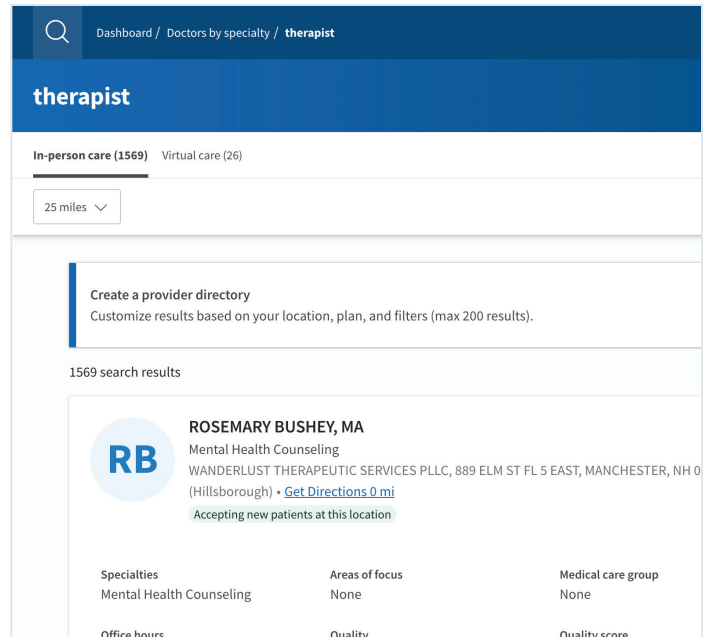 Dashboard / Doctors by specialty / therapist
therapist
In-person care (1569) Virtual care (26)
25 miles
Create a provider directory
Customize results based on your location, plan, and filters (max 200 results).
1569 search results
RB
ROSEMARY BUSHEY, MA
Mental Health Counseling
WANDERLUST THERAPEUTIC SERVICES PLLC, 889 ELM ST FL 5 EAST, MANCHESTER, NH 0
(Hillsborough) • Get Directions 0 mi
Accepting new patients at this location
Specialties Areas of focus Medical care group
Mental Health Counseling None None
Office hours Quality Quality score